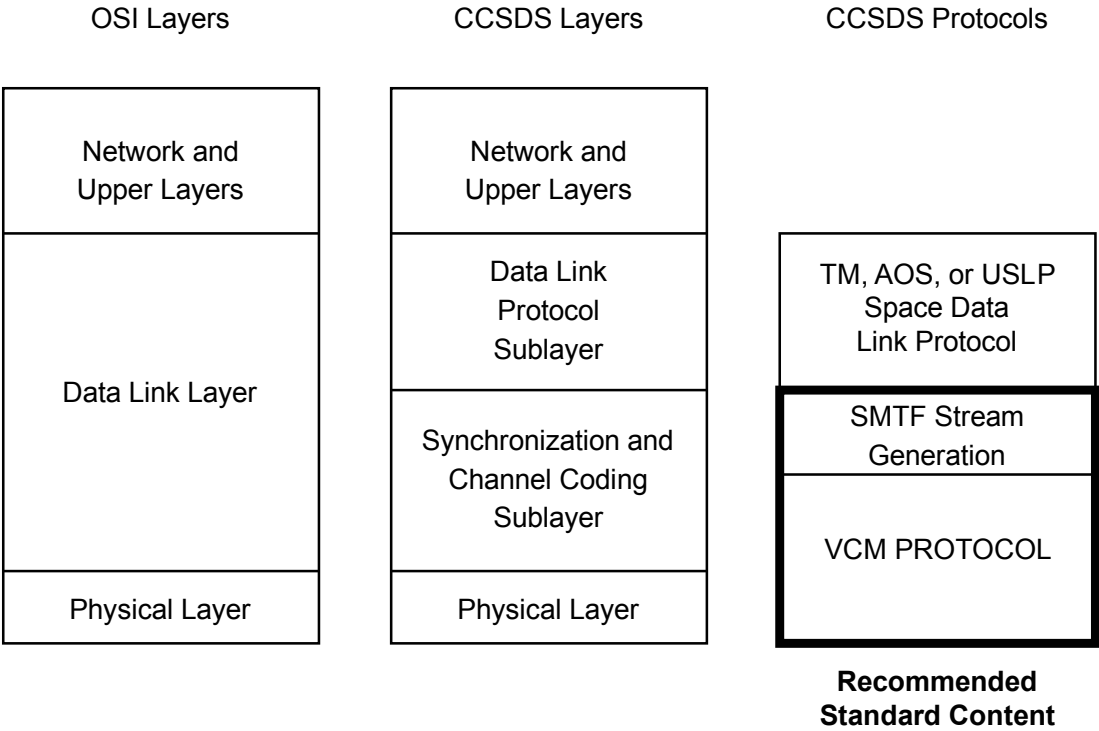 OSI Layers
CCSDS Layers
CCSDS Protocols
Network and
Upper Layers
Data Link Layer
Physical Layer
Network and
Upper Layers
Data Link
Protocol
Sublayer
Synchronization and
Channel Coding
Sublayer
Physical Layer
TM, AOS, or USLP
Space Data
Link Protocol
SMTF Stream
Generation
VCM PROTOCOL
Recommended
Standard Content